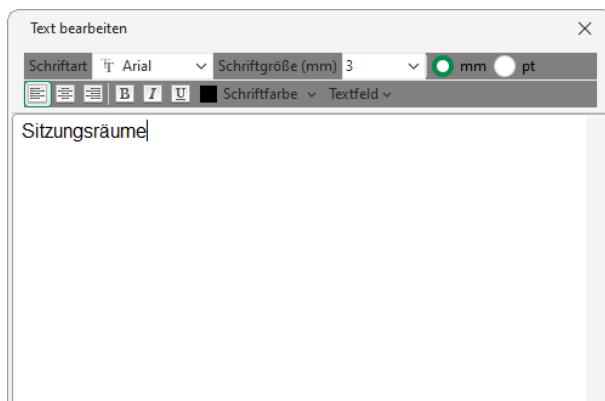 Text bearbeiten
Schriftart Arial Schriftgröße (mm) 3 mm pt
B I U Schriftfarbe Textfeld
Sitzungsräume